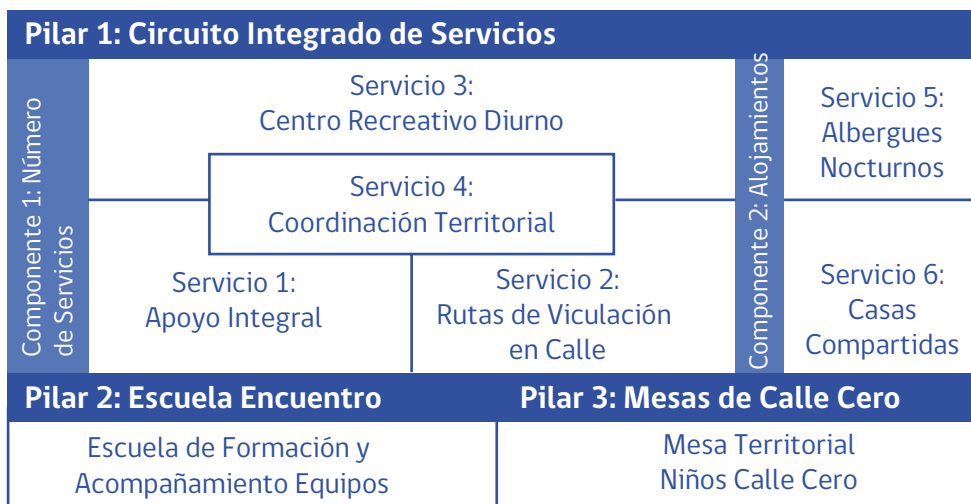 Pilar 1: Circuito Integrado de Servicios
Componente 1: Número
de Servicios
Servicio 3:
Centro Recreativo Diurno
Servicio 4:
Coordinación Territorial
Servicio 1:
Apoyo Integral
Servicio 2:
Rutas de Viculación
en Calle
Componente 2: Alojamientos
Servicio 5:
Albergues
Nocturnos
Servicio 6:
Casas
Compartidas
Pilar 2: Escuela Encuentro
Escuela de Formación y
Acompañamiento Equipos
Pilar 3: Mesas de Calle Cero
Mesa Territorial
Niños Calle Cero